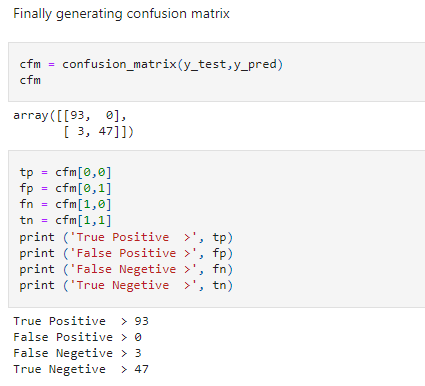 Finally generating confusion matrix
cfm = confusion_matrix(y_test,y_pred)
cfm
array([[93,  0],
       [ 3, 47]])
tp = cfm[0,0]
fp = cfm[0,1]
fn = cfm[1,0]
tn = cfm[1,1]
print ('True Positive  >', tp)
print ('False Positive >', fp)
print ('False Negetive >', fn)
print ('True Negetive  >', tn)
True Positive  > 93
False Positive > 0
False Negetive > 3
True Negetive  > 47